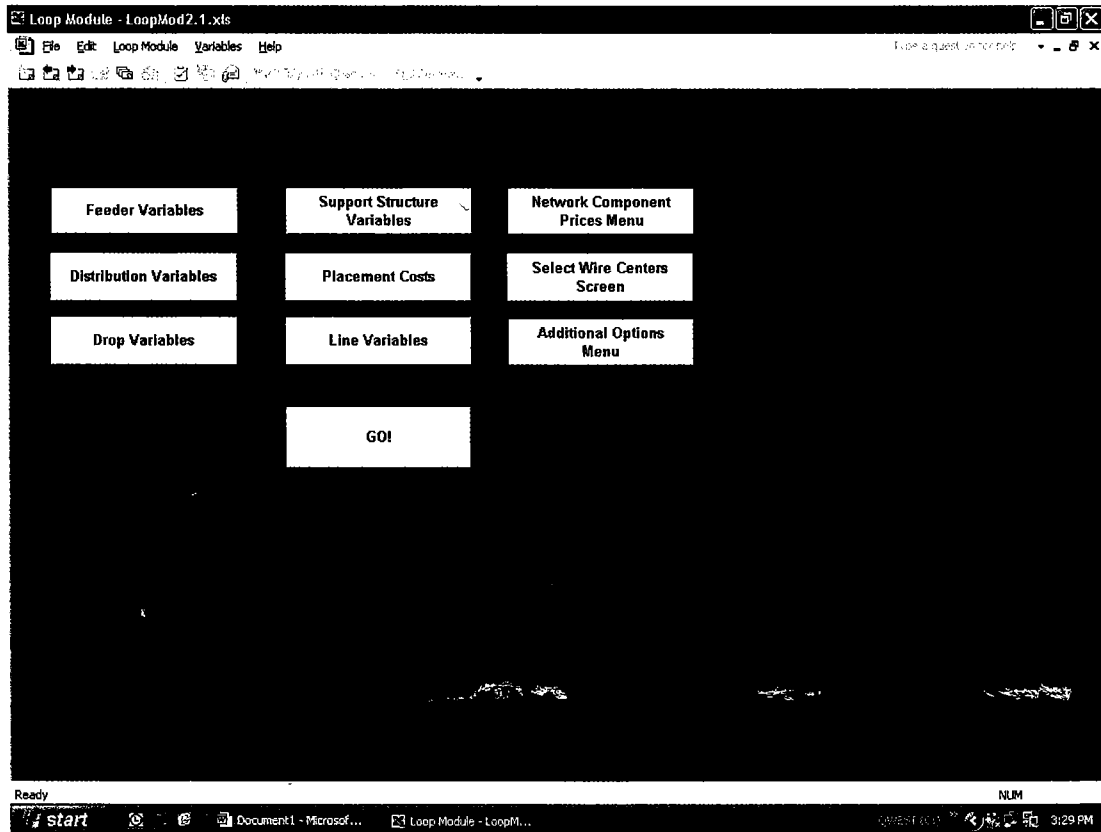 Loop Module - LoopMod2.1.xls
File Edit Loop Module Variables Help
Feeder Variables
Support Structure
Variables
Network Component
Prices Menu
Distribution Variables
Placement Costs
Select Wire Centers
Screen
Drop Variables
Line Variables
Additional Options
Menu
GO!
Ready
NUM
start
Document1 - Microsof...
Loop Module - LoopM...
3:29 PM